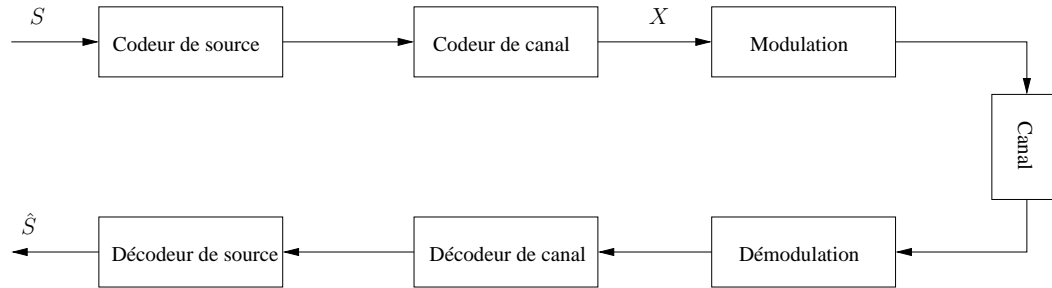 S
Codeur de source
Codeur de canal
X
Modulation
Canal
Ŝ
Décodeur de source
Décodeur de canal
Démodulation